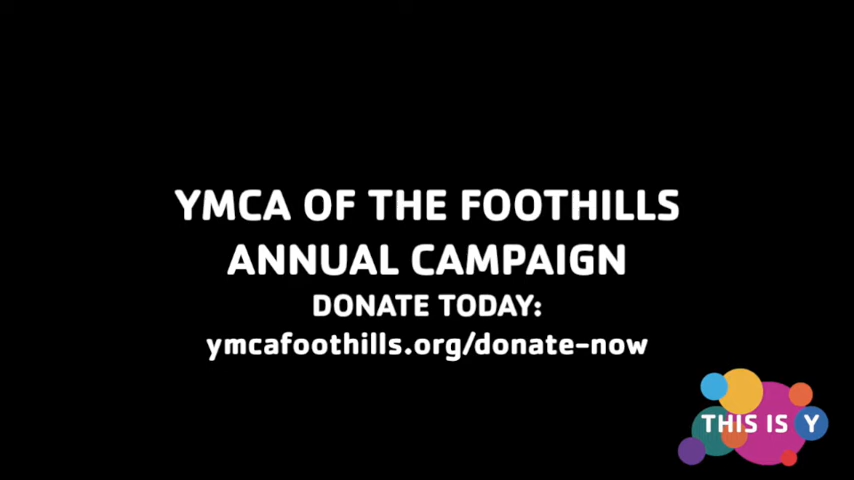 YMCA OF THE FOOTHILLS
ANNUAL CAMPAIGN
DONATE TODAY:
ymcafoothills.org/donate-now
THIS IS Y